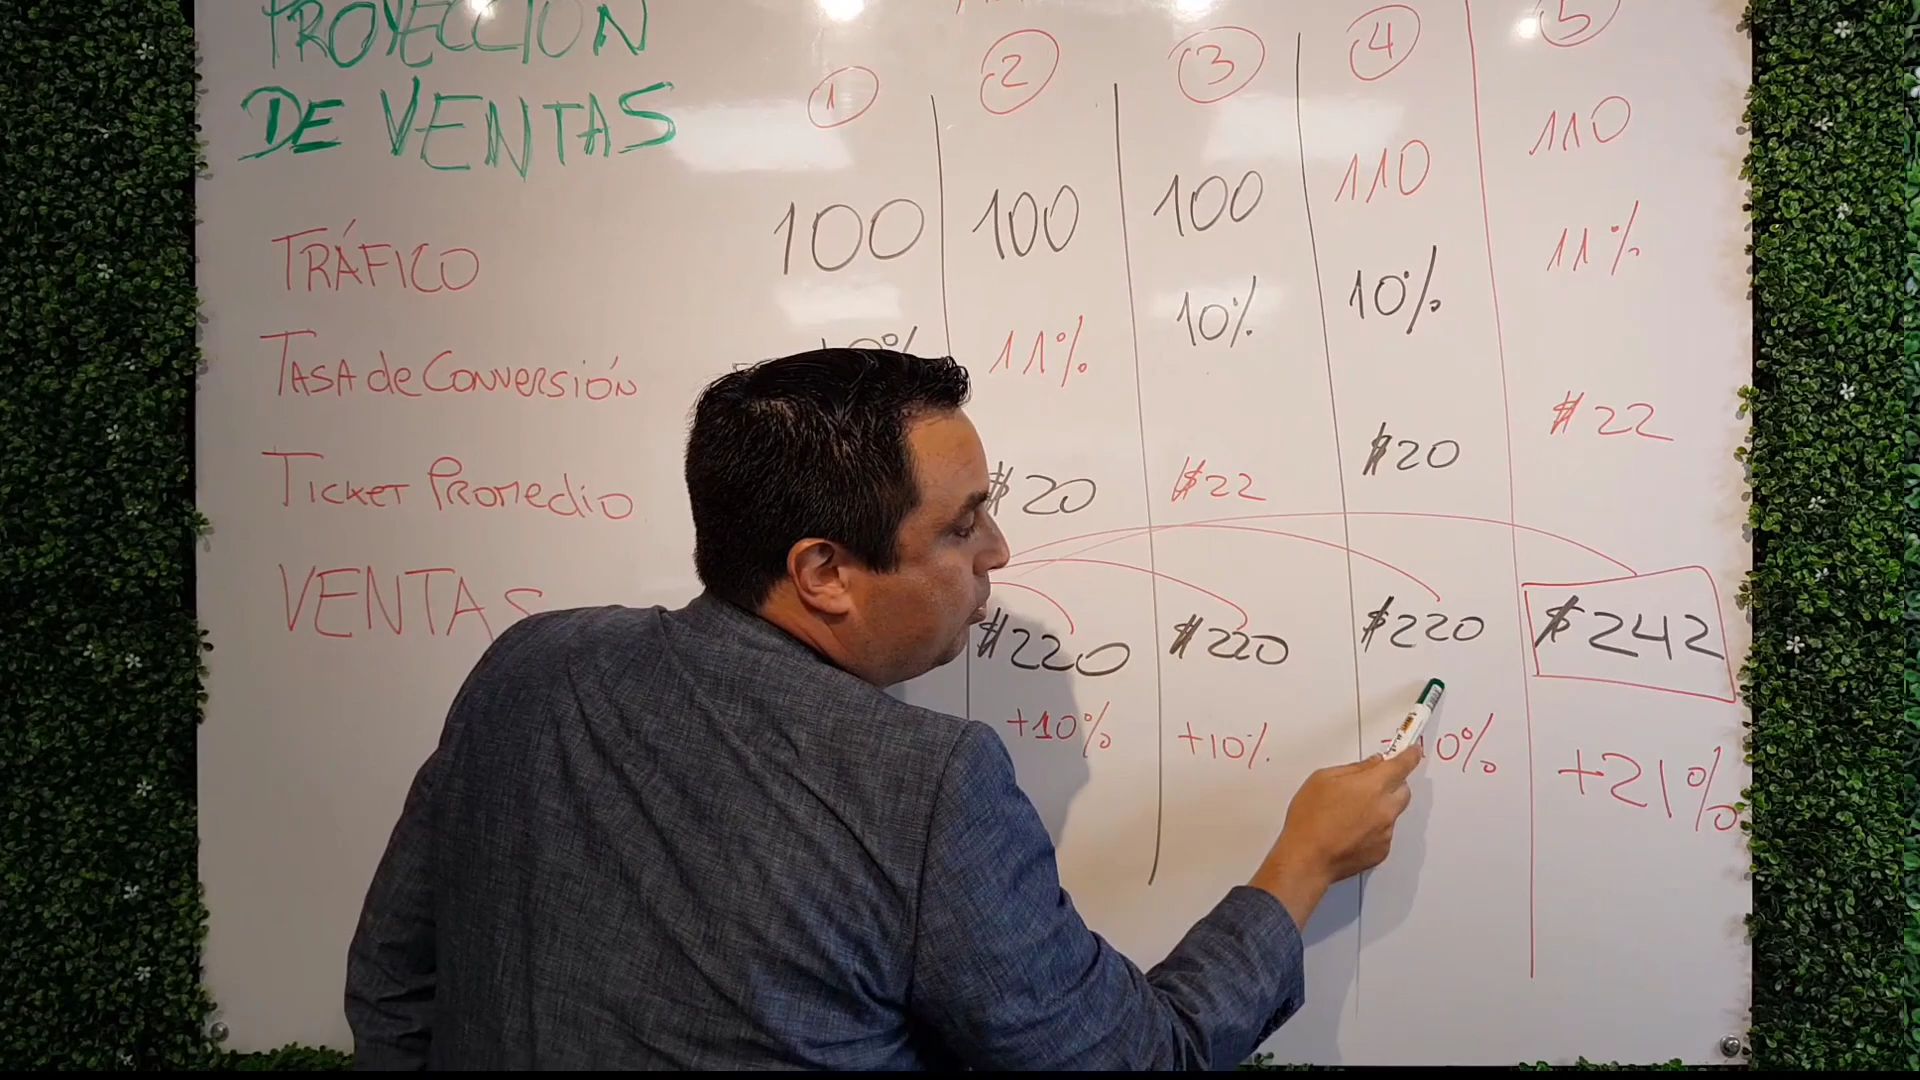 PROYECCIÓN
DE VENTAS
1 2 3 4 5
TRÁFICO 100 100 100 110 110
TASA de CONVERSIÓN 11% 10% 10% 11%
TICKET PROMEDIO $20 $22 $20 $22
VENTAS $220 $220 $220 $242
+10% +10% +10% +21%